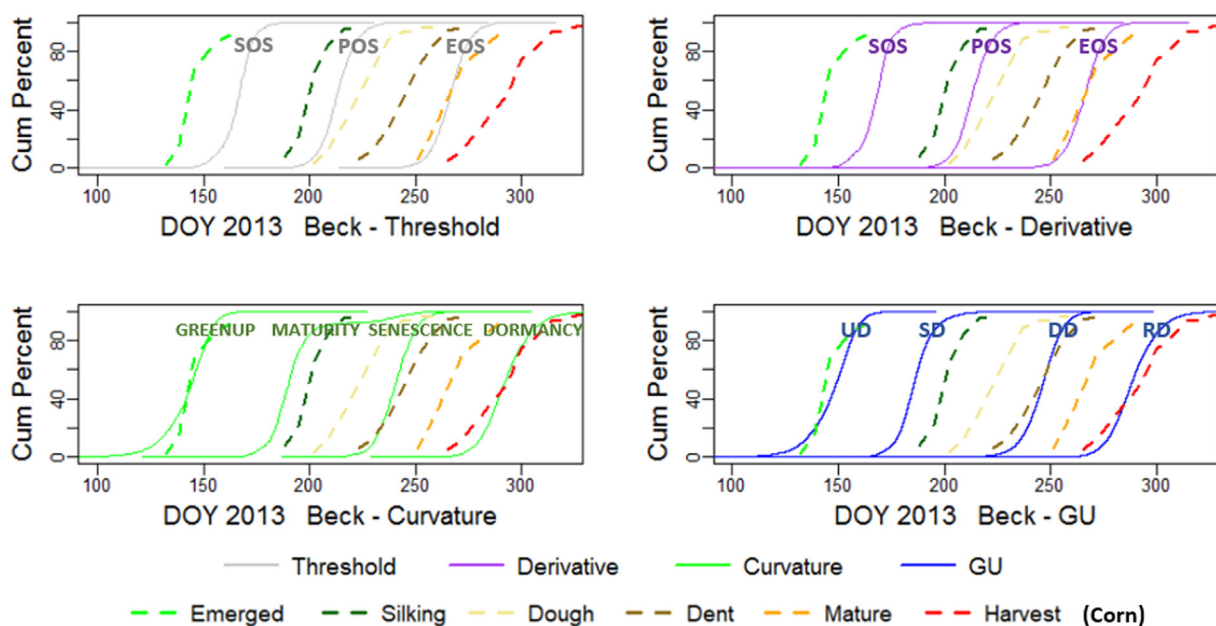 Cum Percent
80
40
0
SOS POS EOS
100 150 200 250 300
DOY 2013 Beck - Threshold
Cum Percent
80
40
0
SOS POS EOS
100 150 200 250 300
DOY 2013 Beck - Derivative
Cum Percent
80
40
0
GREENUP MATURITY SENESCENCE DORMANCY
100 150 200 250 300
DOY 2013 Beck - Curvature
Cum Percent
80
40
0
UD SD DD RD
100 150 200 250 300
DOY 2013 Beck - GU
Threshold Derivative Curvature GU
Emerged Silking Dough Dent Mature Harvest (Corn)